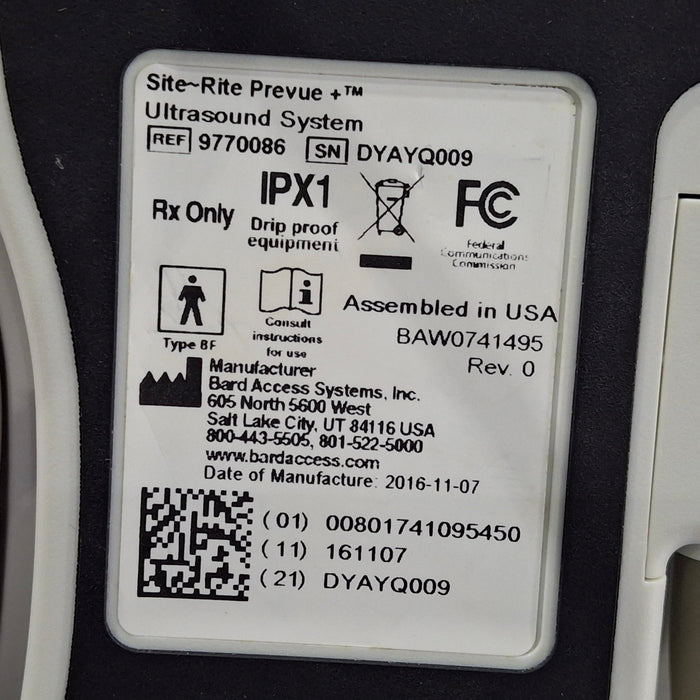 Site~Rite Prevue +™
Ultrasound System
REF 9770086 SN DYAYQ009
Rx Only
IPX1
Drip proof
equipment
FC
Federal
Communications
Commission
Type BF
i
Consult
instructions
for use
Assembled in USA
BAW0741495
Rev. 0
Manufacturer
Bard Access Systems, Inc.
605 North 5600 West
Salt Lake City, UT 84116 USA
800-443-5505, 801-522-5000
www.bardaccess.com
Date of Manufacture: 2016-11-07
(01) 00801741095450
(11) 161107
(21) DYAYQ009